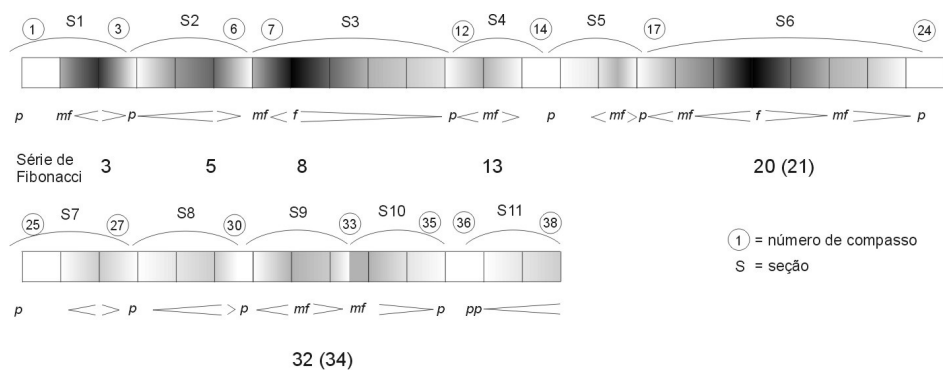 1 S1 3 S2 6 7 S3 12 S4 14 S5 17 S6 24
p mf p mf f p mf p mf p mf f mf p
Série de
Fibonacci 3 5 8 13 20 (21)
25 S7 27 S8 30 S9 33 S10 35 36 S11 38
1 = número de compasso
S = seção
p p p mf mf p pp
32 (34)